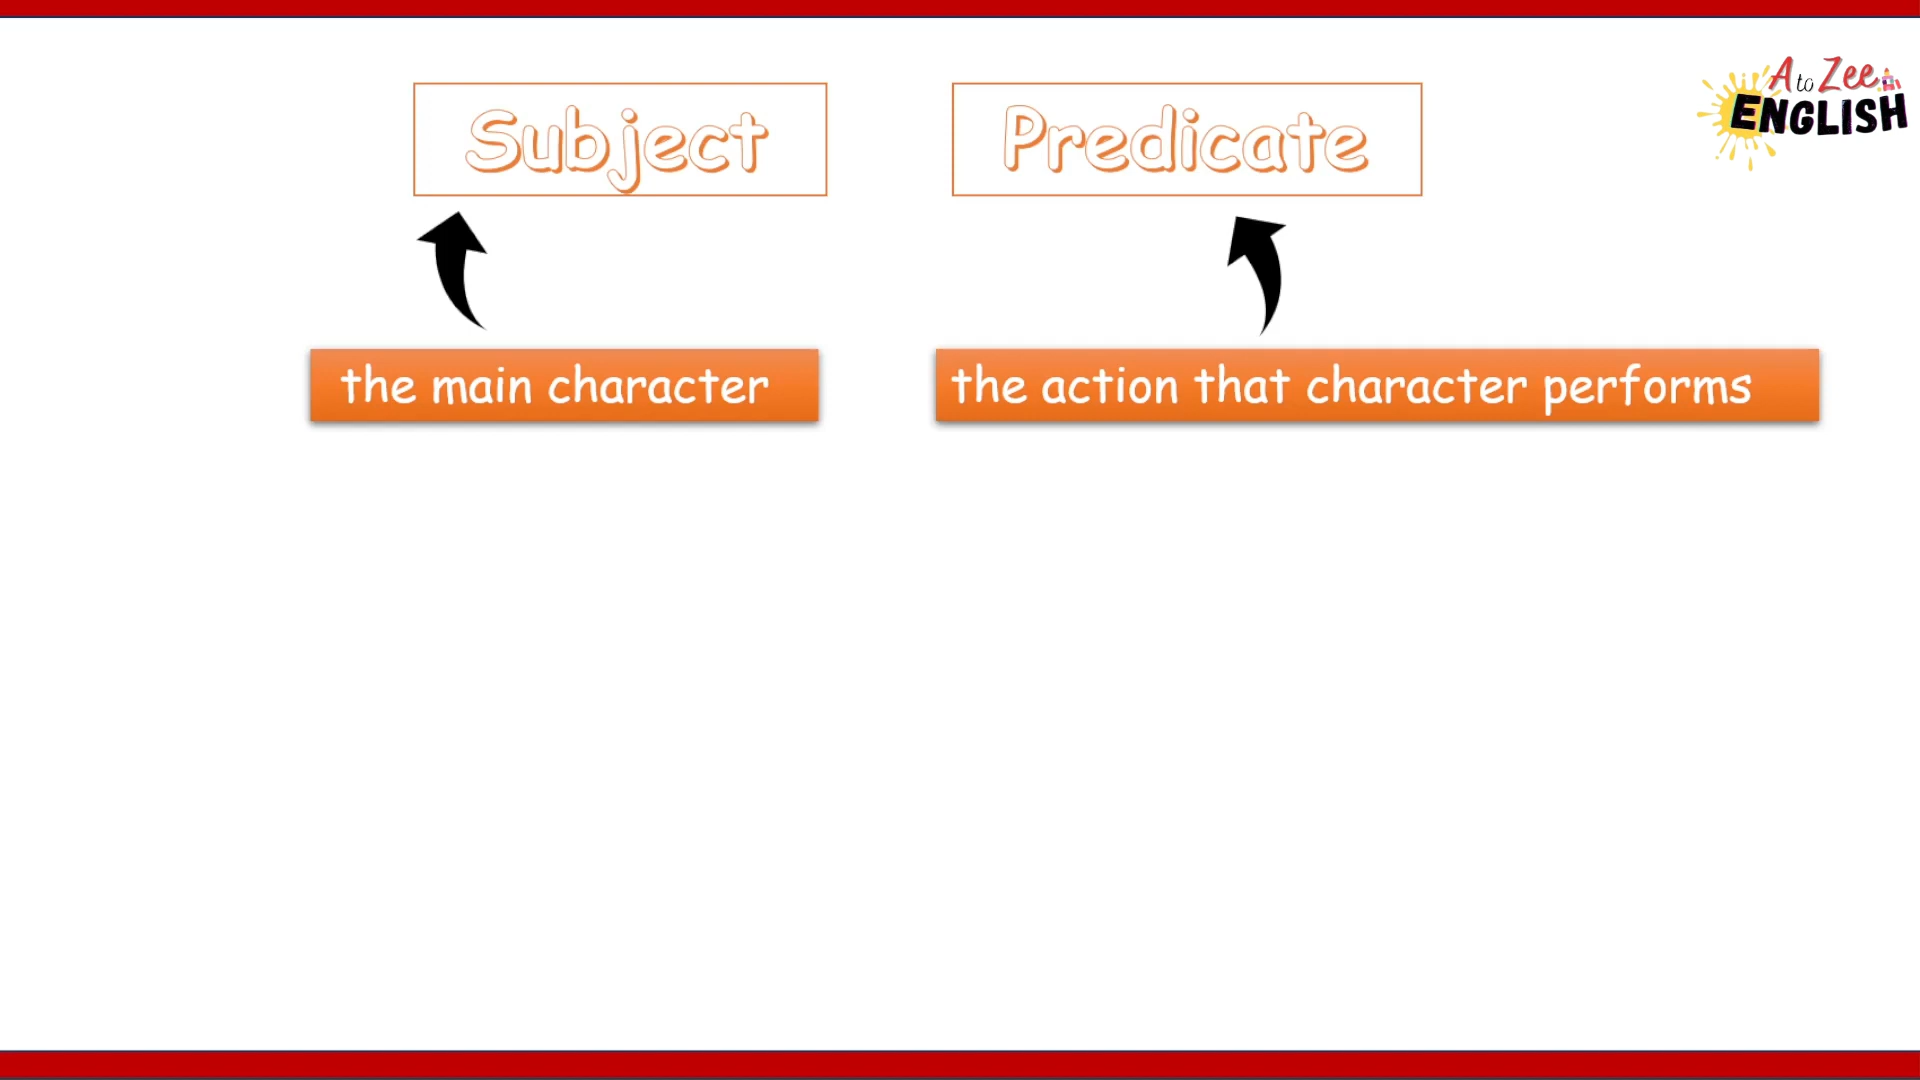 Subject
Predicate
A to Zee
ENGLISH
the main character
the action that character performs